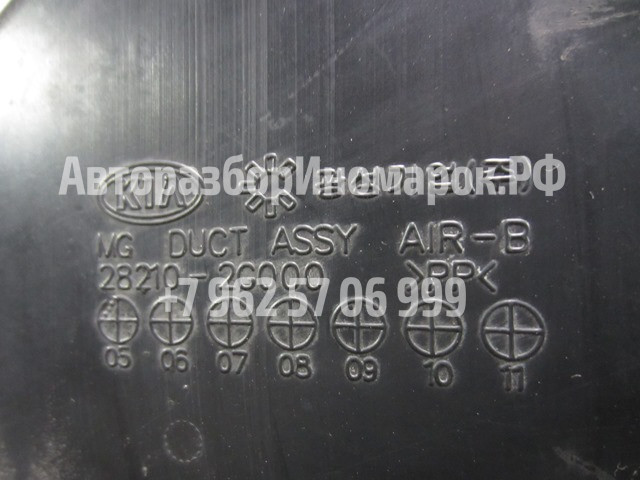 АвторазборИномарок.РФ
KIA
MG DUCT ASSY AIR-B
28210-2G000 >PP<
+7 962 57 06 999
05 06 07 08 09 10 11